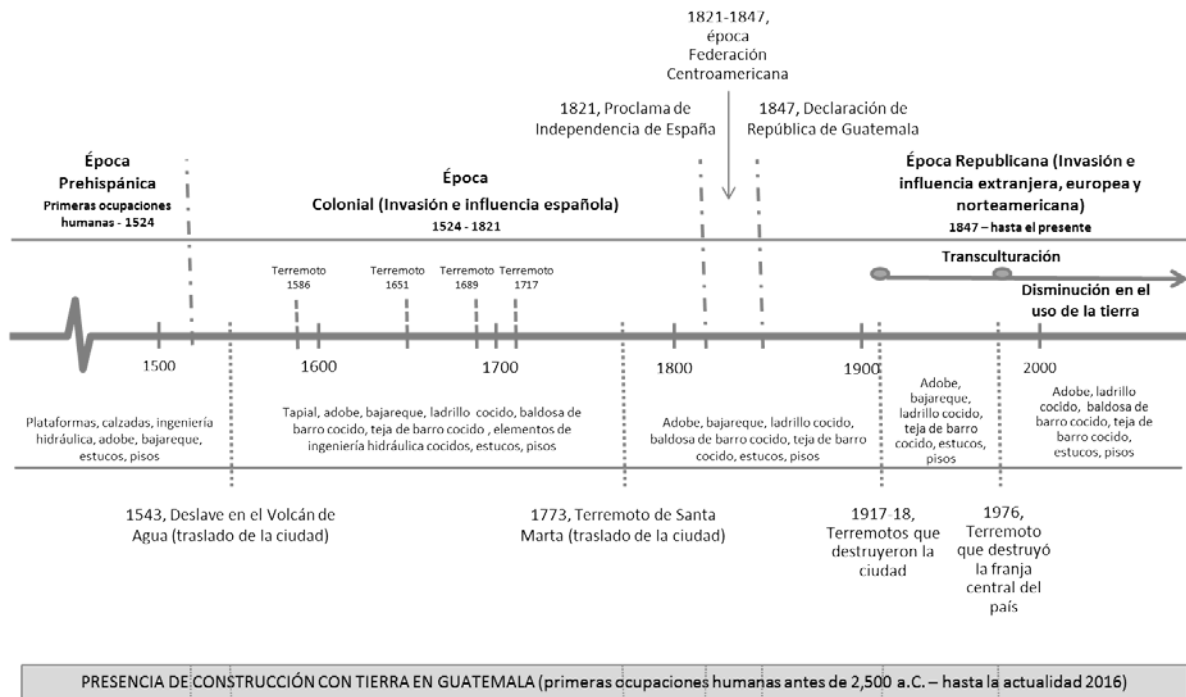 1821-1847,
época
Federación
Centroamericana
1821, Proclama de
Independencia de España
1847, Declaración de
República de Guatemala
Época
Prehispánica
Primeras ocupaciones
humanas - 1524
Época
Colonial (Invasión e influencia española)
1524 - 1821
Época Republicana (Invasión e
influencia extranjera, europea y
norteamericana)
1847 – hasta el presente
Transculturación
Disminución en el
uso de la tierra
Terremoto
1586
Terremoto
1651
Terremoto
1689
Terremoto
1717
1500
1600
1700
1800
1900
2000
Plataformas, calzadas, ingeniería
hidráulica, adobe, bajareque,
estucos, pisos
Tapial, adobe, bajareque, ladrillo cocido, baldosa de
barro cocido, teja de barro cocido , elementos de
ingeniería hidráulica cocidos, estucos, pisos
Adobe, bajareque, ladrillo cocido,
baldosa de barro cocido, teja de barro
cocido, estucos, pisos
Adobe,
bajareque,
ladrillo cocido,
teja de barro
cocido, estucos,
pisos
Adobe, ladrillo
cocido, baldosa de
barro cocido, teja de
barro cocido,
estucos, pisos
1543, Deslave en el Volcán de
Agua (traslado de la ciudad)
1773, Terremoto de Santa
Marta (traslado de la ciudad)
1917-18,
Terremotos que
destruyeron la
ciudad
1976,
Terremoto
que destruyó
la franja
central del
país
PRESENCIA DE CONSTRUCCIÓN CON TIERRA EN GUATEMALA (primeras ocupaciones humanas antes de 2,500 a.C. – hasta la actualidad 2016)